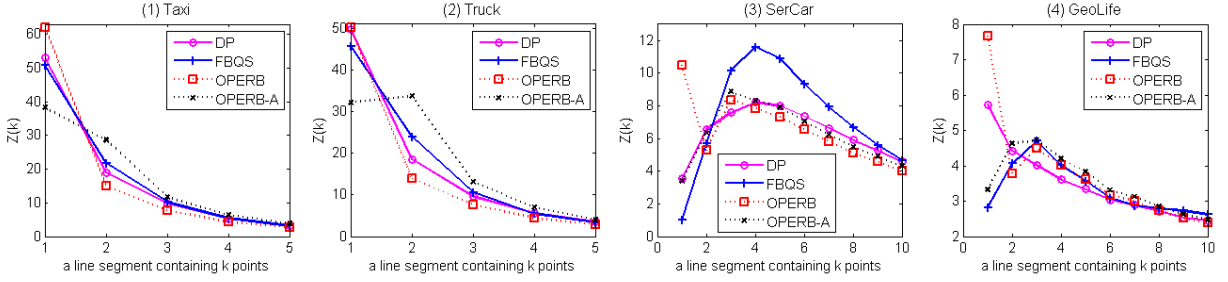 (1) Taxi
60
50
40
30
20
10
0
1 2 3 4 5
Z(k)
a line segment containing k points
DP
FBQS
OPERB
OPERB-A
(2) Truck
50
40
30
20
10
0
1 2 3 4 5
Z(k)
a line segment containing k points
DP
FBQS
OPERB
OPERB-A
(3) SerCar
12
10
8
6
4
2
0
0 2 4 6 8 10
Z(k)
a line segment containing k points
DP
FBQS
OPERB
OPERB-A
(4) GeoLife
8
7
6
5
4
3
2
0 2 4 6 8 10
Z(k)
a line segment containing k points
DP
FBQS
OPERB
OPERB-A